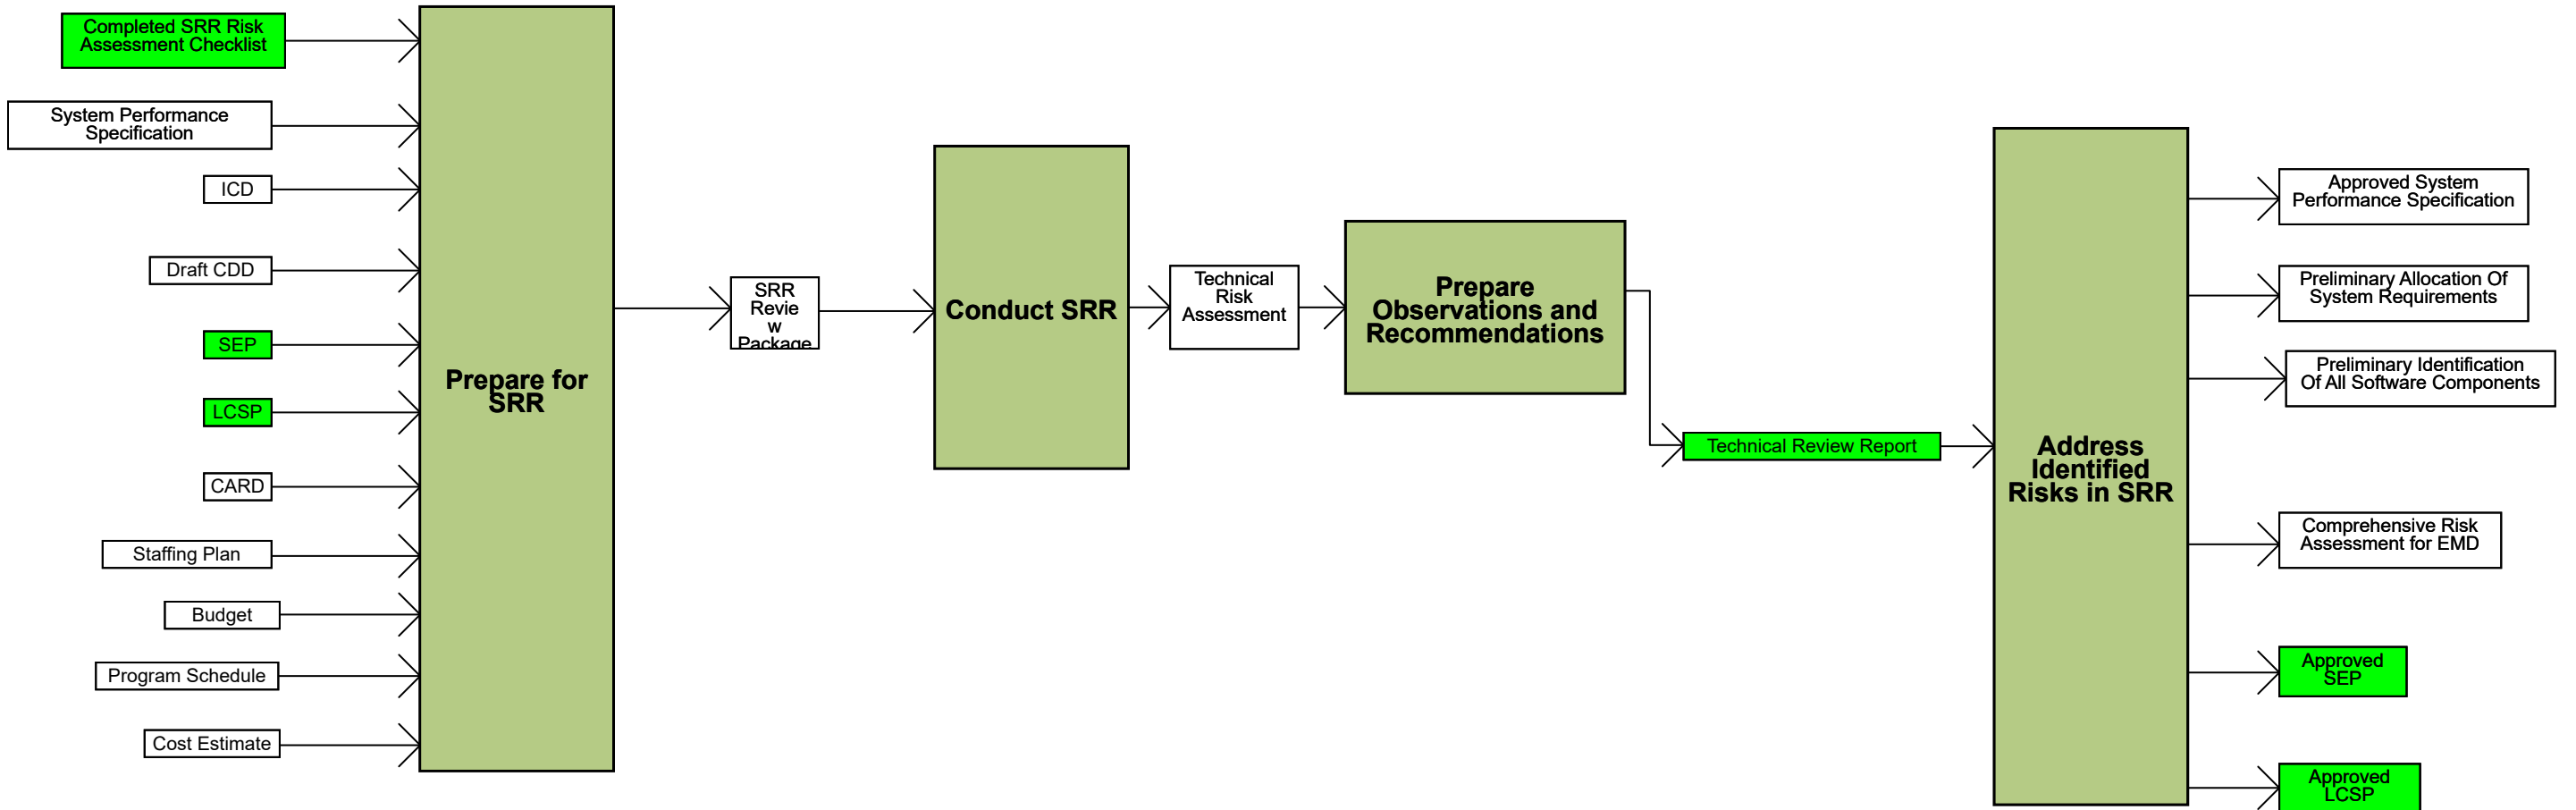 Completed SRR Risk
Assessment Checklist
System Performance
Specification
ICD
Draft CDD
SEP
LCSP
CARD
Staffing Plan
Budget
Program Schedule
Cost Estimate
Prepare for
SRR
SRR
Revie
w
Package
Conduct SRR
Technical
Risk
Assessment
Prepare
Observations and
Recommendations
Technical Review Report
Address
Identified
Risks in SRR
Approved System
Performance Specification
Preliminary Allocation Of
System Requirements
Preliminary Identification
Of All Software Components
Comprehensive Risk
Assessment for EMD
Approved
SEP
Approved
LCSP